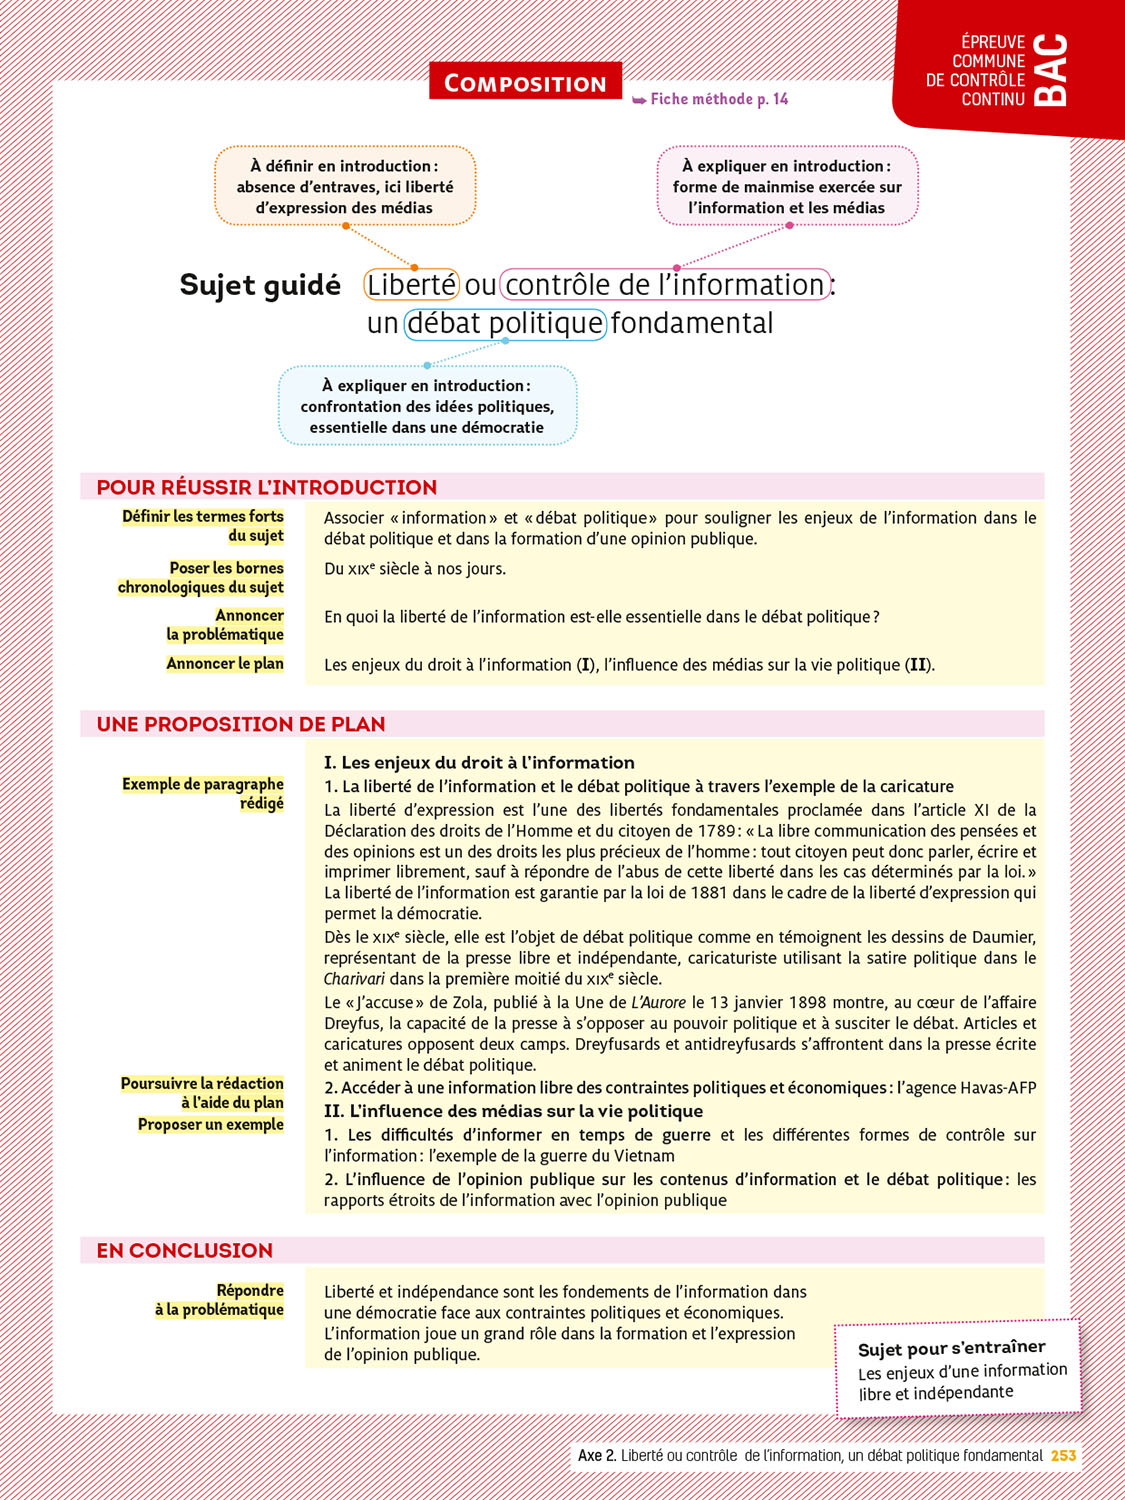 ÉPREUVE
COMMUNE
DE CONTRÔLE
CONTINU
BAC
COMPOSITION
➥ Fiche méthode p. 14
À définir en introduction :
absence d’entraves, ici liberté
d’expression des médias
À expliquer en introduction :
forme de mainmise exercée sur
l’information et les médias
Sujet guidé Liberté ou contrôle de l’information :
un débat politique fondamental
À expliquer en introduction :
confrontation des idées politiques,
essentielle dans une démocratie
POUR RÉUSSIR L’INTRODUCTION
Définir les termes forts
du sujet
Associer « information » et « débat politique » pour souligner les enjeux de l’information dans le
débat politique et dans la formation d’une opinion publique.
Poser les bornes
chronologiques du sujet
Du XIXe siècle à nos jours.
Annoncer
la problématique
En quoi la liberté de l’information est-elle essentielle dans le débat politique ?
Annoncer le plan
Les enjeux du droit à l’information (I), l’influence des médias sur la vie politique (II).
UNE PROPOSITION DE PLAN
I. Les enjeux du droit à l’information
Exemple de paragraphe
rédigé
1. La liberté de l’information et le débat politique à travers l’exemple de la caricature
La liberté d’expression est l’une des libertés fondamentales proclamée dans l’article XI de la
Déclaration des droits de l’Homme et du citoyen de 1789 : « La libre communication des pensées et
des opinions est un des droits les plus précieux de l’homme : tout citoyen peut donc parler, écrire et
imprimer librement, sauf à répondre de l’abus de cette liberté dans les cas déterminés par la loi. »
La liberté de l’information est garantie par la loi de 1881 dans le cadre de la liberté d’expression qui
permet la démocratie.
Dès le XIXe siècle, elle est l’objet de débat politique comme en témoignent les dessins de Daumier,
représentant de la presse libre et indépendante, caricaturiste utilisant la satire politique dans le
Charivari dans la première moitié du XIXe siècle.
Le « J’accuse » de Zola, publié à la Une de L’Aurore le 13 janvier 1898 montre, au cœur de l’affaire
Dreyfus, la capacité de la presse à s’opposer au pouvoir politique et à susciter le débat. Articles et
caricatures opposent deux camps. Dreyfusards et antidreyfusards s’affrontent dans la presse écrite
et animent le débat politique.
Poursuivre la rédaction
à l’aide du plan
2. Accéder à une information libre des contraintes politiques et économiques : l’agence Havas-AFP
II. L’influence des médias sur la vie politique
Proposer un exemple
1. Les difficultés d’informer en temps de guerre et les différentes formes de contrôle sur
l’information : l’exemple de la guerre du Vietnam
2. L’influence de l’opinion publique sur les contenus d’information et le débat politique : les
rapports étroits de l’information avec l’opinion publique
EN CONCLUSION
Répondre
à la problématique
Liberté et indépendance sont les fondements de l’information dans
une démocratie face aux contraintes politiques et économiques.
L’information joue un grand rôle dans la formation et l’expression
de l’opinion publique.
Sujet pour s’entraîner
Les enjeux d’une information
libre et indépendante
Axe 2. Liberté ou contrôle de l’information, un débat politique fondamental 253